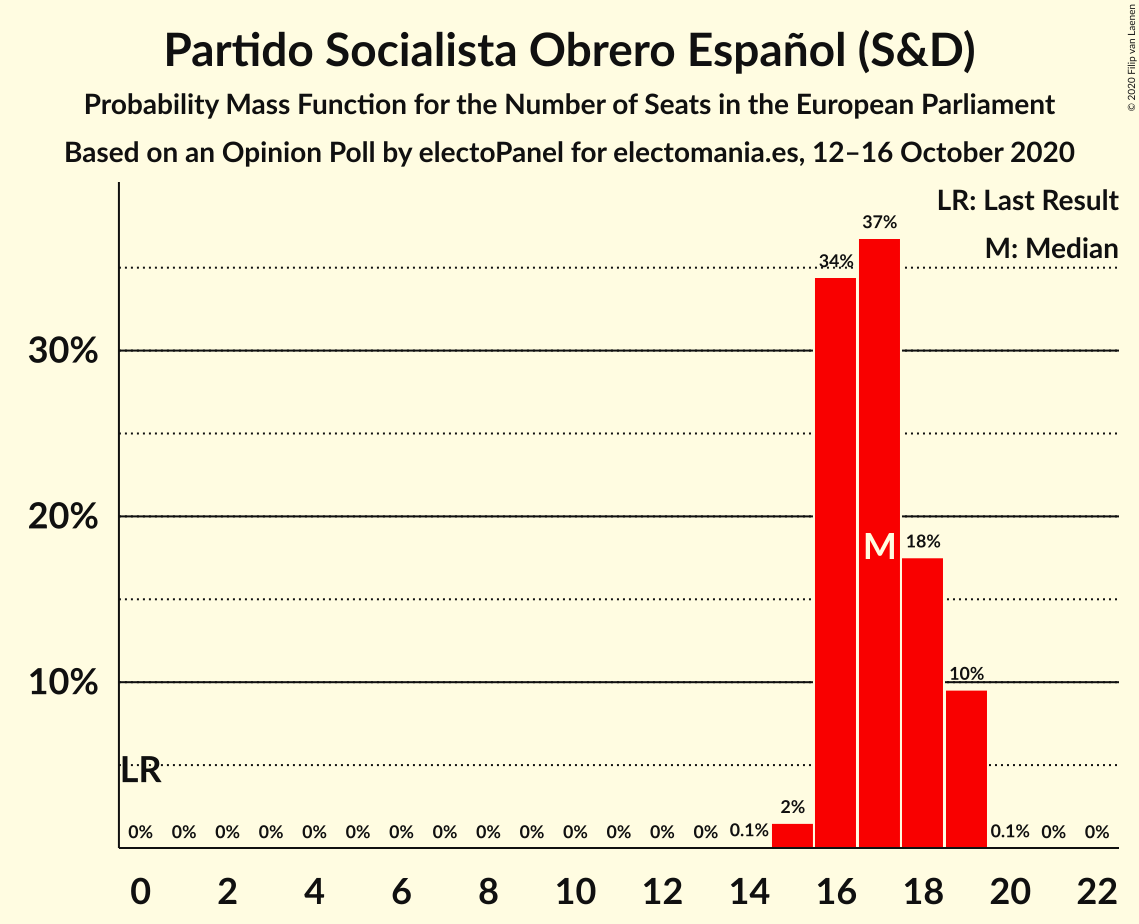 Partido Socialista Obrero Español (S&D)
Probability Mass Function for the Number of Seats in the European Parliament
Based on an Opinion Poll by electoPanel for electomania.es, 12–16 October 2020
© 2020 Filip van Laenen
LR: Last Result
M: Median
37%
34%
30%
20%
M
18%
10%
10%
LR
2%
0% 0% 0% 0% 0% 0% 0% 0% 0% 0% 0% 0% 0% 0% 0.1% 0.1% 0% 0%
0 2 4 6 8 10 12 14 16 18 20 22